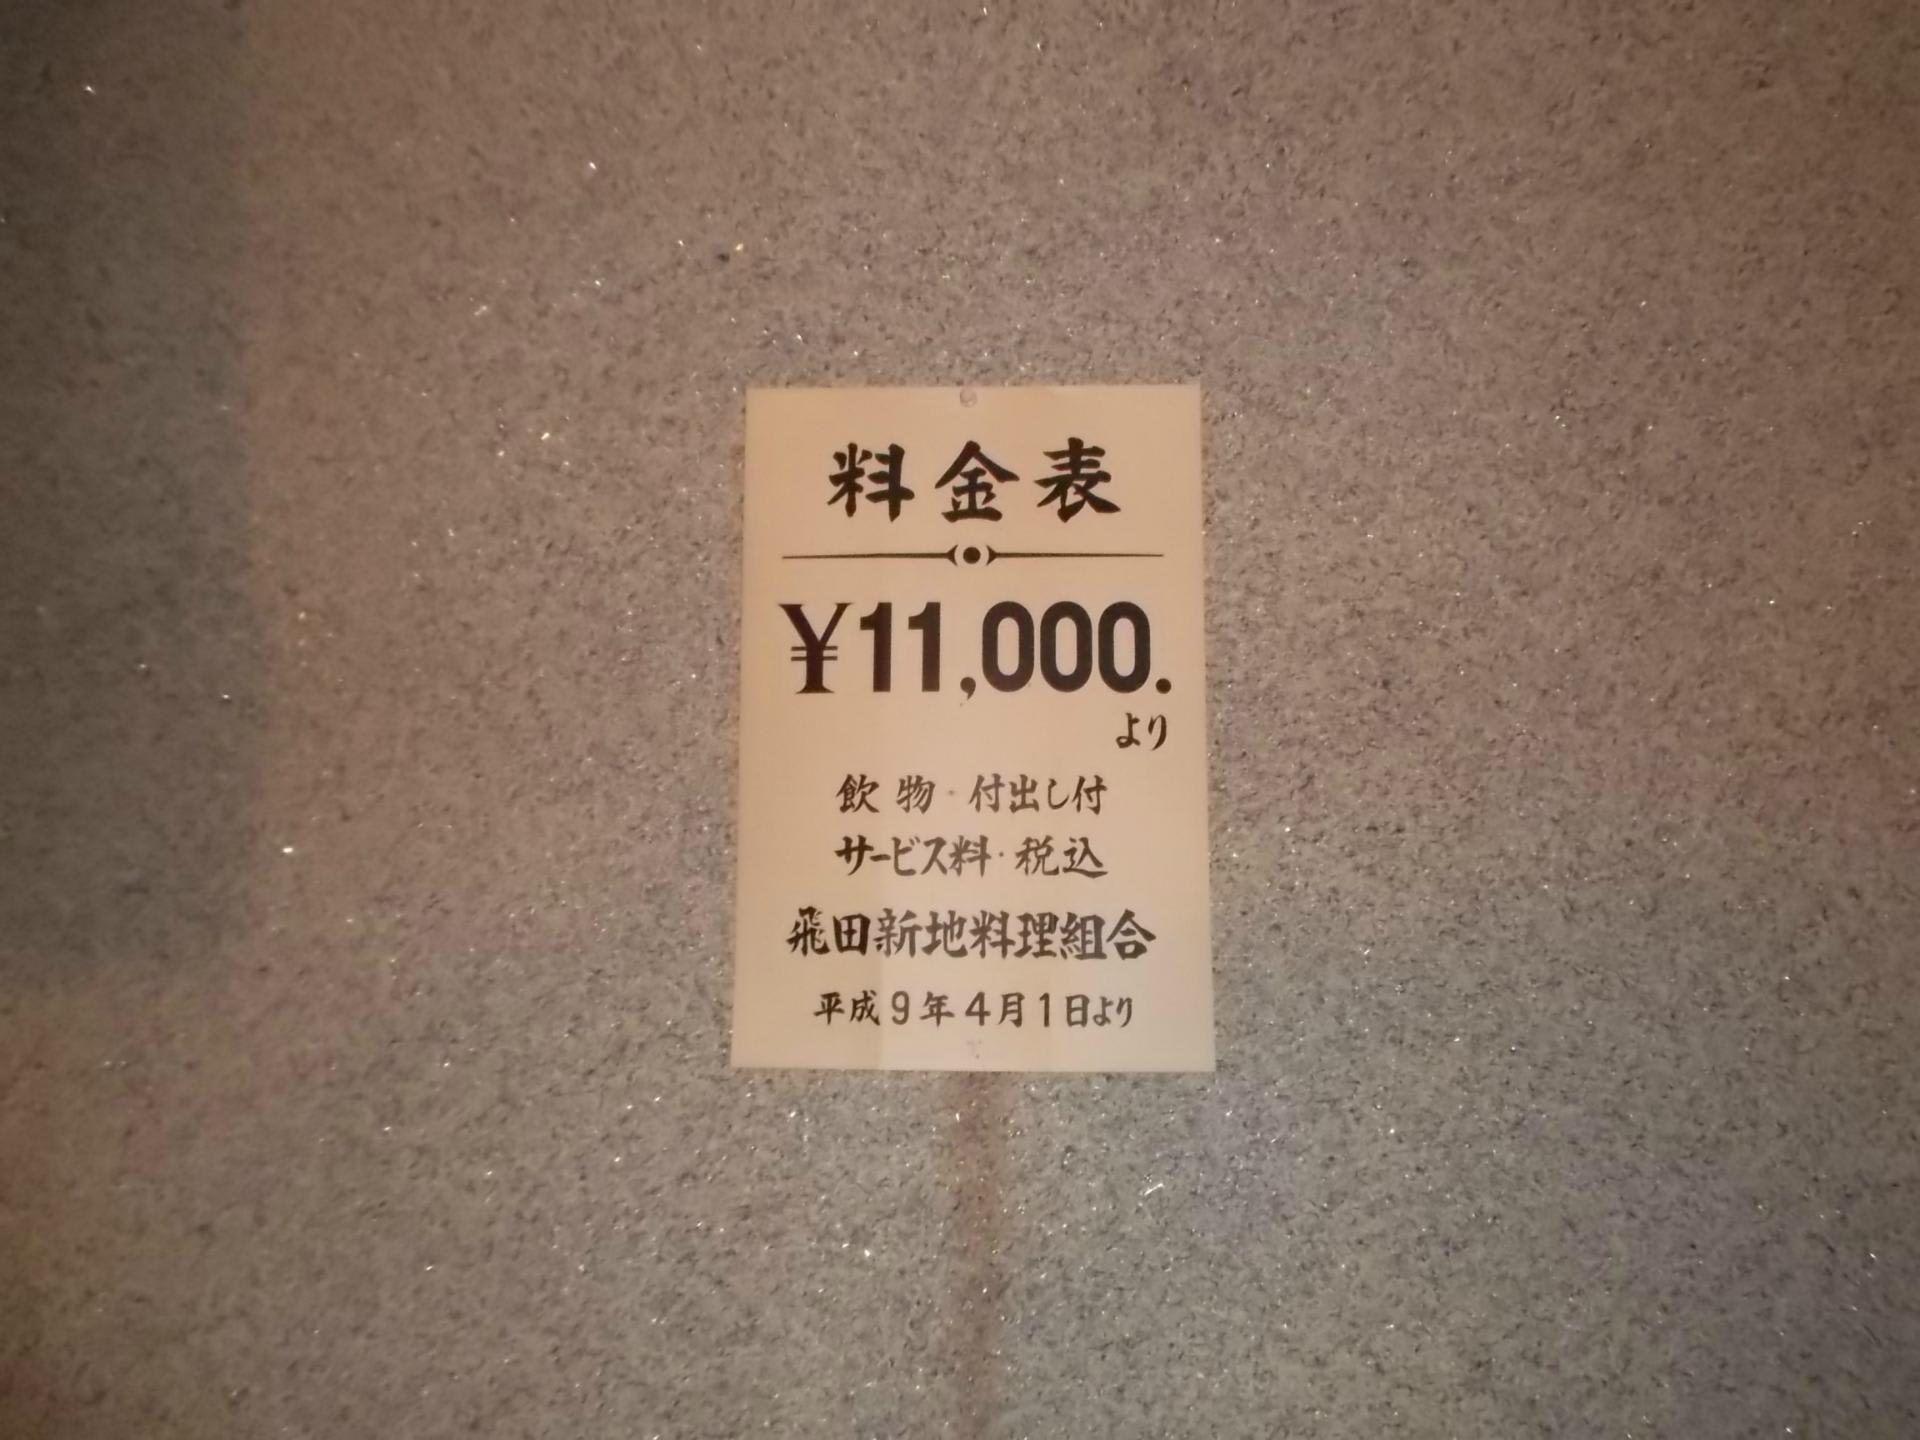 料金表
¥11,000.
より
飲物・付出し付
サービス料・税込
飛田新地料理組合
平成9年4月1日より